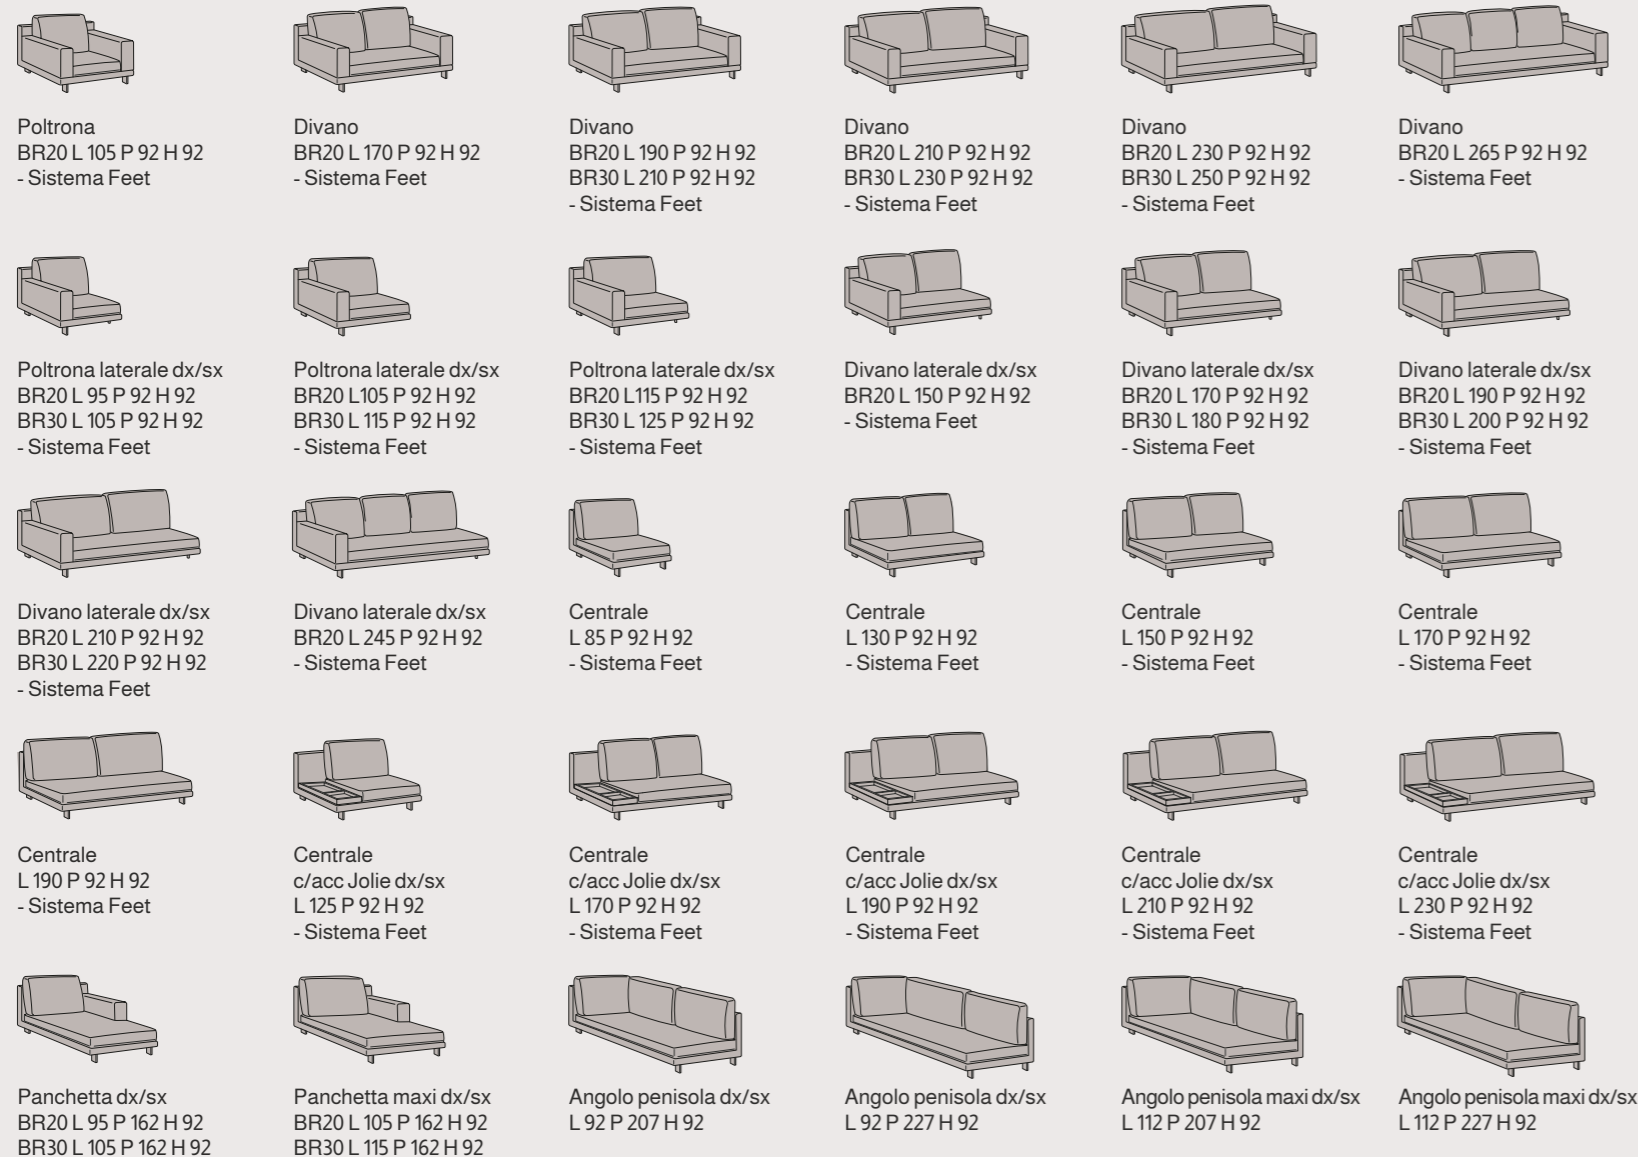 Poltrona
BR20 L 105 P 92 H 92
- Sistema Feet
Divano
BR20 L 170 P 92 H 92
- Sistema Feet
Divano
BR20 L 190 P 92 H 92
BR30 L 210 P 92 H 92
- Sistema Feet
Divano
BR20 L 210 P 92 H 92
BR30 L 230 P 92 H 92
- Sistema Feet
Divano
BR20 L 230 P 92 H 92
BR30 L 250 P 92 H 92
- Sistema Feet
Divano
BR20 L 265 P 92 H 92
- Sistema Feet
Poltrona laterale dx/sx
BR20 L 95 P 92 H 92
BR30 L 105 P 92 H 92
- Sistema Feet
Poltrona laterale dx/sx
BR20 L105 P 92 H 92
BR30 L 115 P 92 H 92
- Sistema Feet
Poltrona laterale dx/sx
BR20 L115 P 92 H 92
BR30 L 125 P 92 H 92
- Sistema Feet
Divano laterale dx/sx
BR20 L 150 P 92 H 92
- Sistema Feet
Divano laterale dx/sx
BR20 L 170 P 92 H 92
BR30 L 180 P 92 H 92
- Sistema Feet
Divano laterale dx/sx
BR20 L 190 P 92 H 92
BR30 L 200 P 92 H 92
- Sistema Feet
Divano laterale dx/sx
BR20 L 210 P 92 H 92
BR30 L 220 P 92 H 92
- Sistema Feet
Divano laterale dx/sx
BR20 L 245 P 92 H 92
- Sistema Feet
Centrale
L 85 P 92 H 92
- Sistema Feet
Centrale
L 130 P 92 H 92
- Sistema Feet
Centrale
L 150 P 92 H 92
- Sistema Feet
Centrale
L 170 P 92 H 92
- Sistema Feet
Centrale
L 190 P 92 H 92
- Sistema Feet
Centrale
c/acc Jolie dx/sx
L 125 P 92 H 92
- Sistema Feet
Centrale
c/acc Jolie dx/sx
L 170 P 92 H 92
- Sistema Feet
Centrale
c/acc Jolie dx/sx
L 190 P 92 H 92
- Sistema Feet
Centrale
c/acc Jolie dx/sx
L 210 P 92 H 92
- Sistema Feet
Centrale
c/acc Jolie dx/sx
L 230 P 92 H 92
- Sistema Feet
Panchetta dx/sx
BR20 L 95 P 162 H 92
BR30 L 105 P 162 H 92
Panchetta maxi dx/sx
BR20 L 105 P 162 H 92
BR30 L 115 P 162 H 92
Angolo penisola dx/sx
L 92 P 207 H 92
Angolo penisola dx/sx
L 92 P 227 H 92
Angolo penisola maxi dx/sx
L 112 P 207 H 92
Angolo penisola maxi dx/sx
L 112 P 227 H 92